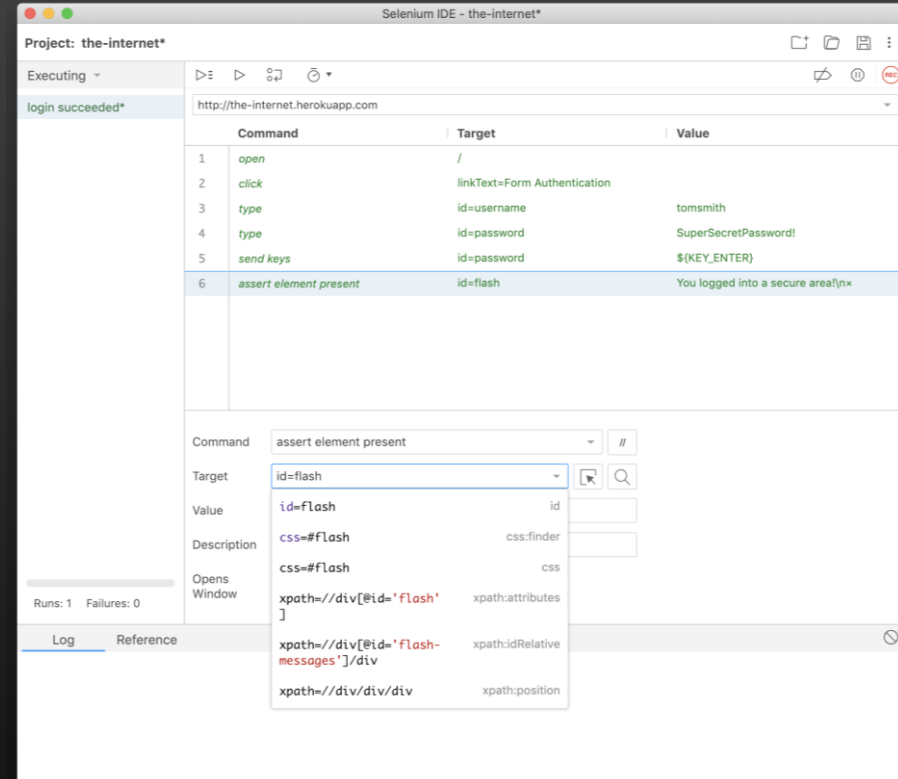 Selenium IDE - the-internet*
Project: the-internet*
Executing
REC
login succeeded*
http://the-internet.herokuapp.com
Command Target Value
1 open /
2 click linkText=Form Authentication
3 type id=username tomsmith
4 type id=password SuperSecretPassword!
5 send keys id=password ${KEY_ENTER}
6 assert element present id=flash You logged into a secure area!\n×
Command assert element present //
Target id=flash
Value
Description
Opens
Window
id=flash id
css=#flash css:finder
css=#flash css
xpath=//div[@id='flash' xpath:attributes
]
xpath=//div[@id='flash- xpath:idRelative
messages']/div
xpath=//div/div/div xpath:position
Runs: 1 Failures: 0
Log Reference